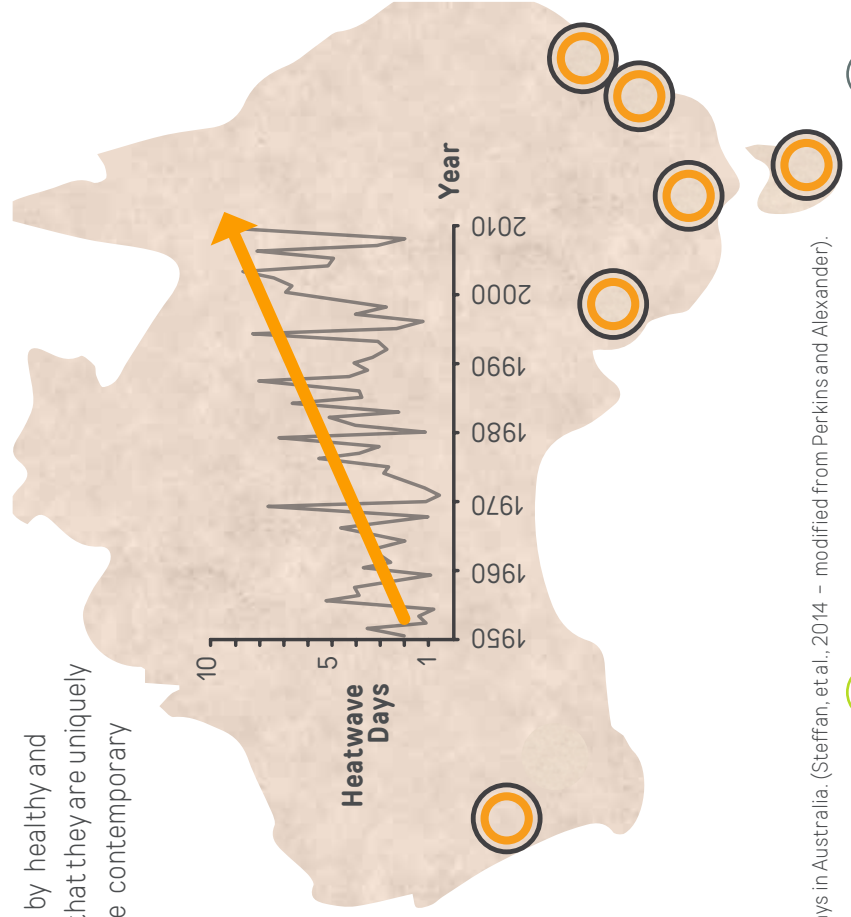 by healthy and
that they are uniquely
e contemporary
Heatwave
Days
10
5
1
1950
1960
1970
1980
1990
2000
2010
Year
ys in Australia. (Steffan, et al., 2014 – modified from Perkins and Alexander).